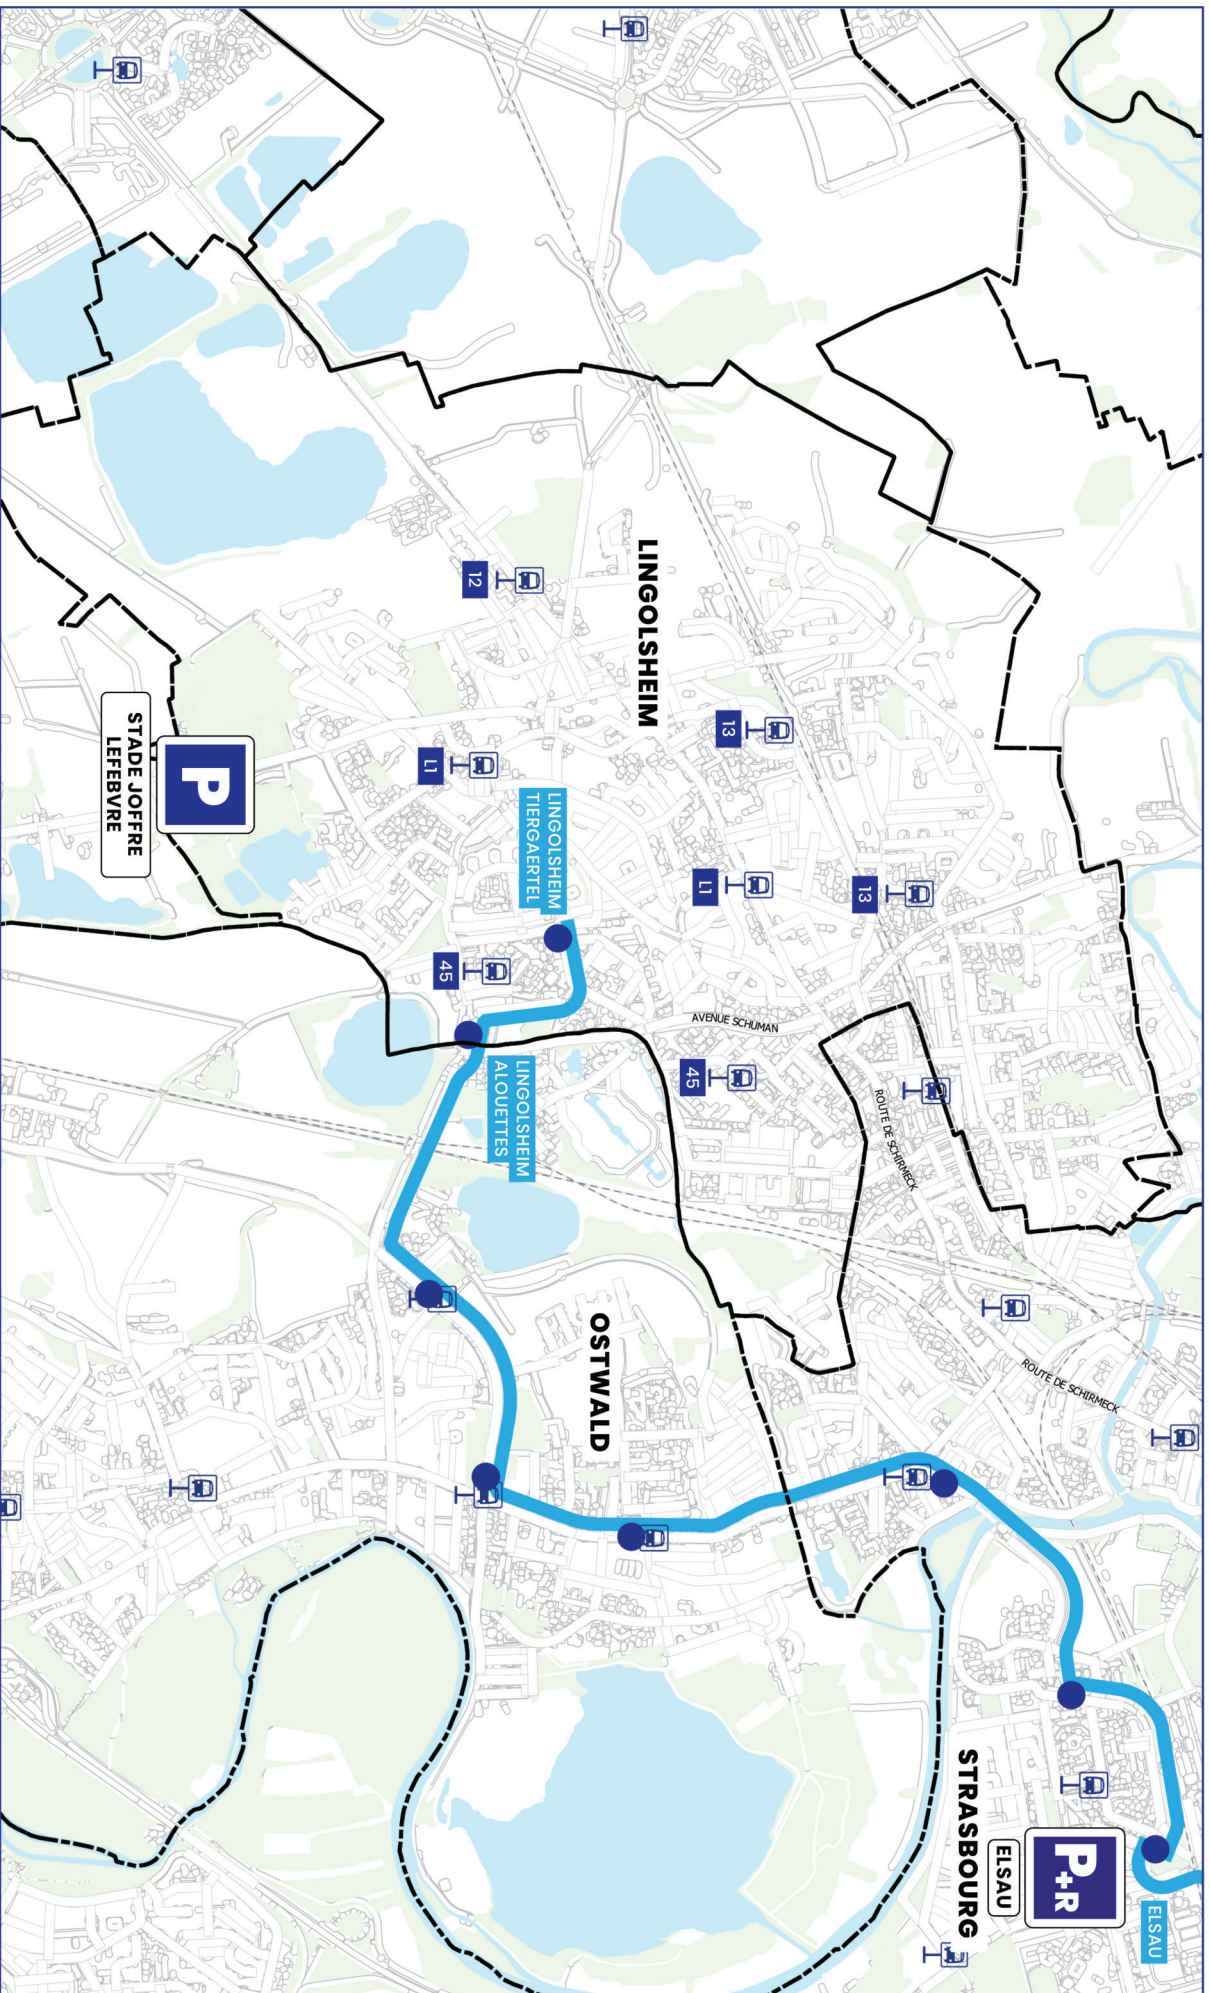 STRASBOURG
P+R
ELSAU
ELSAU
ROUTE DE SCHIRMECK
ROUTE DE SCHIRMECK
AVENUE SCHUMAN
13
13
L1
45
LINGOLSHEIM
OSTWALD
12
L1
LINGOLSHEIM
TIERGAERTEL
45
LINGOLSHEIM
ALOUETTES
P
STADE JOFFRE
LEFEBVRE